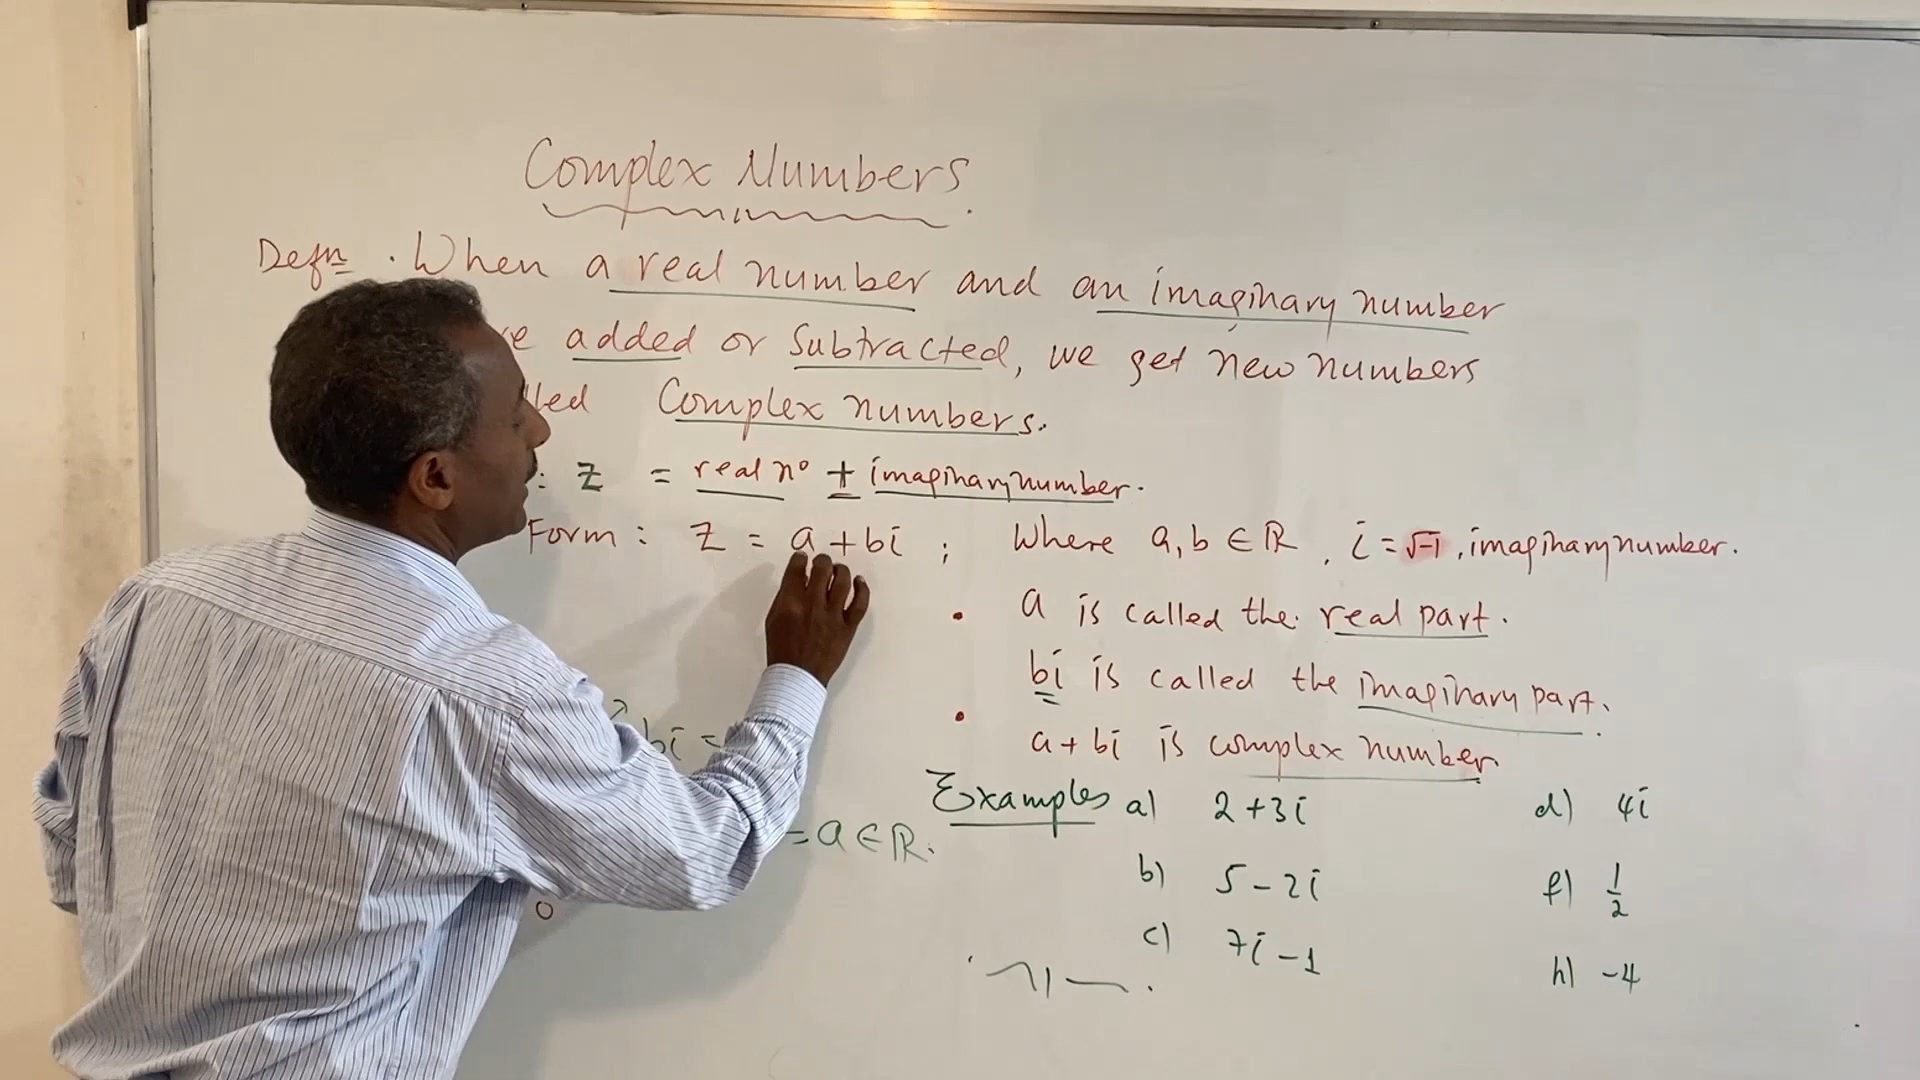 Complex Numbers.
Defn. When a real number and an imaginary number
added or subtracted, we get new numbers
Complex numbers.
: Z = real nº ± imaginary number.
Form : Z = a + bi ; Where a, b ∈ ℝ, i = √-1, imaginary number.
• a is called the real part.
bi is called the imaginary part.
• a + bi is complex number.
bi =
Examples a) 2 + 3i d) 4i
= a ∈ ℝ.
b) 5 - 2i f) 1/2
c) 7i - 1 h) -4
0